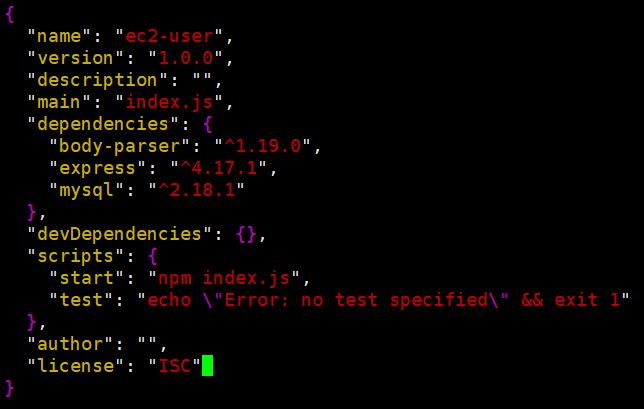 {
  "name": "ec2-user",
  "version": "1.0.0",
  "description": "",
  "main": "index.js",
  "dependencies": {
    "body-parser": "^1.19.0",
    "express": "^4.17.1",
    "mysql": "^2.18.1"
  },
  "devDependencies": {},
  "scripts": {
    "start": "npm index.js",
    "test": "echo \"Error: no test specified\" && exit 1"
  },
  "author": "",
  "license": "ISC"
}